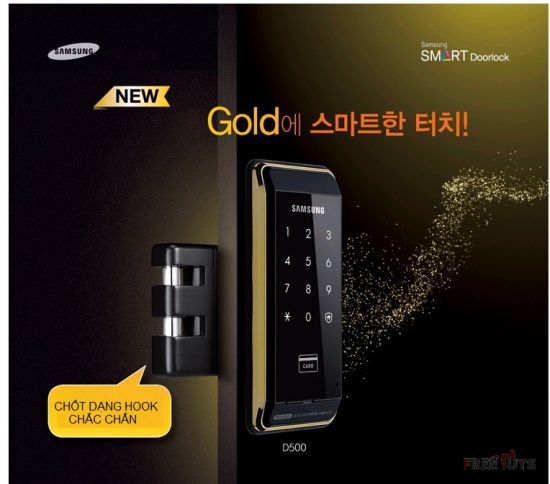 SAMSUNG
Samsung
SMART Doorlock
NEW
Gold에 스마트한 터치!
SAMSUNG
1 2 3
4 5 6
7 8 9
* 0
CARD
CHỐT DẠNG HOOK
CHẮC CHẮN
D500
FREETUTS